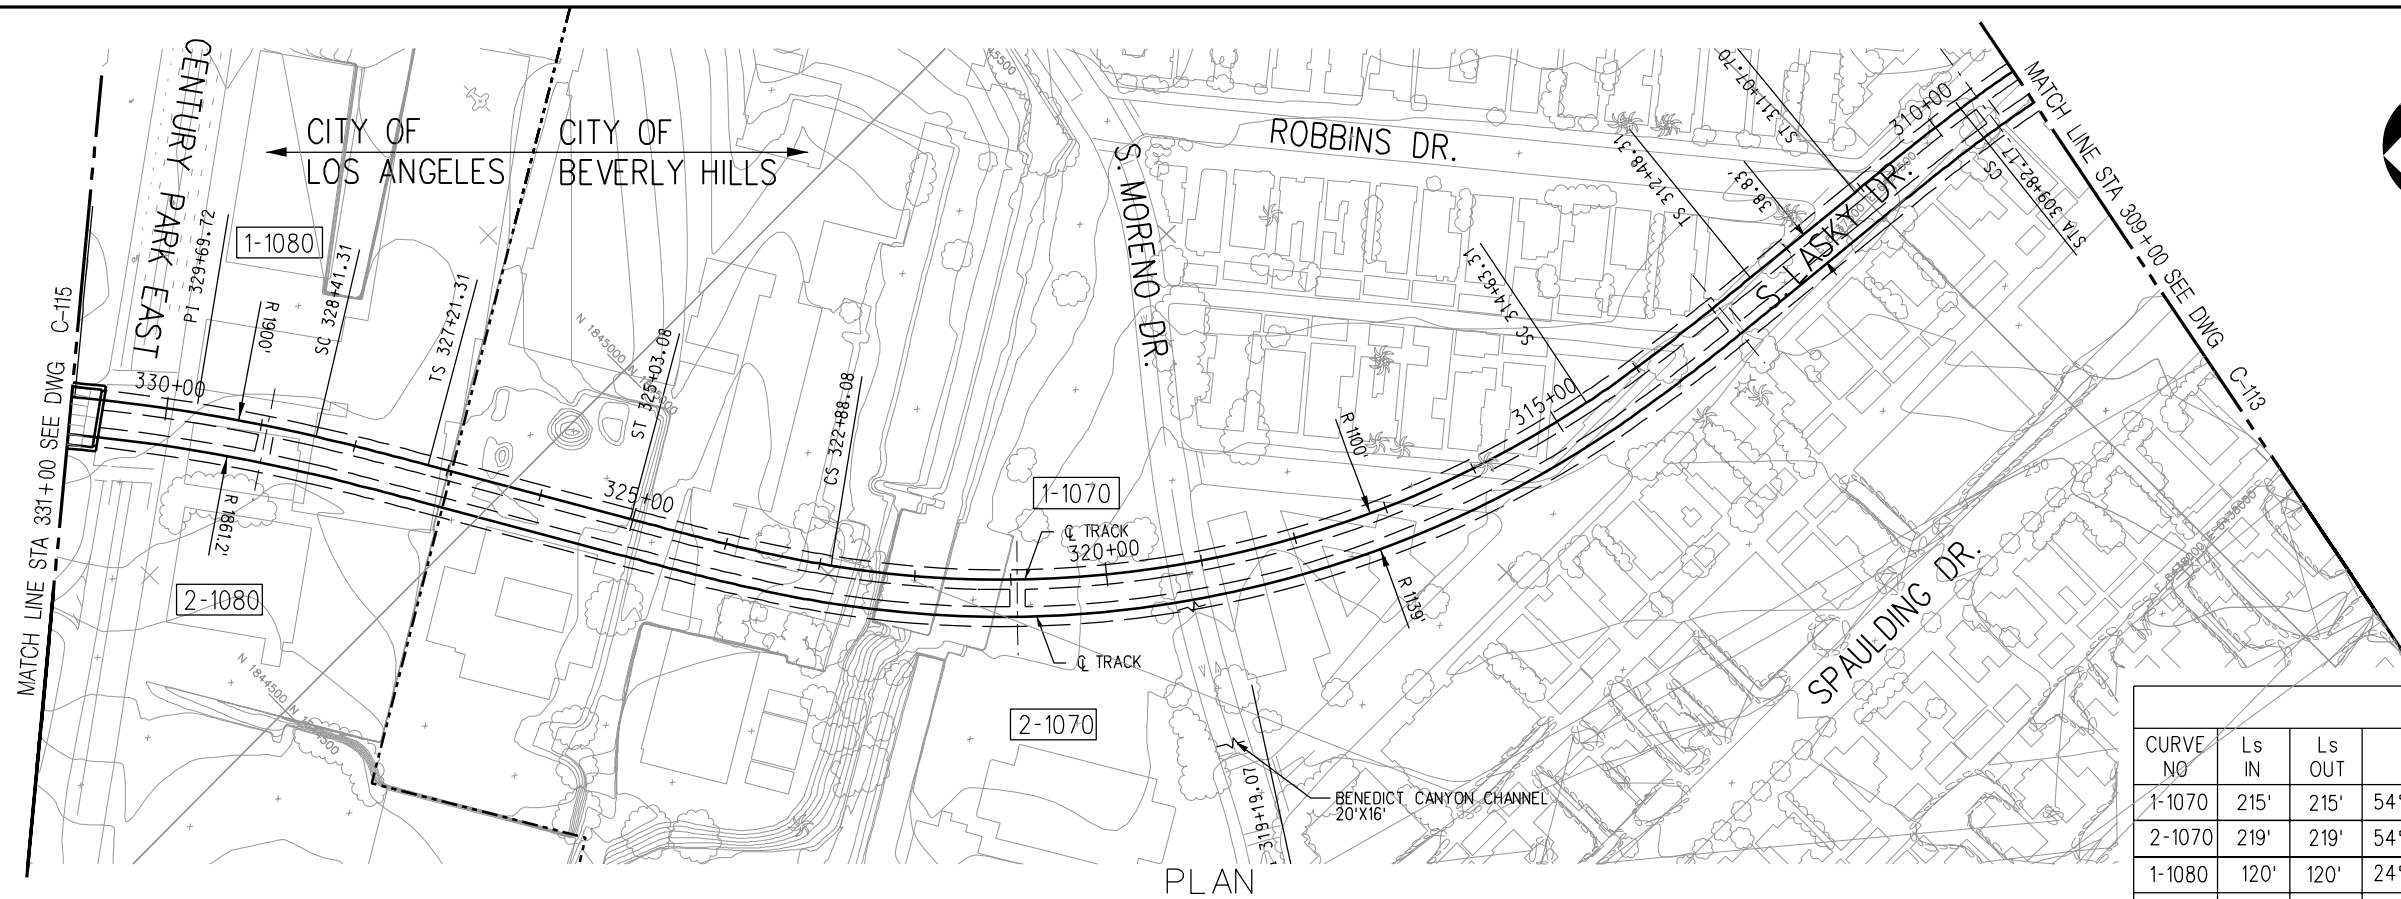 CENTURY PARK EAST
CITY OF
LOS ANGELES
CITY OF
BEVERLY HILLS
1-1080
PI 329+69.72
R 1900'
SC 328+41.31
TS 327+21.31
ST 325+03.08
CS 322+88.08
MATCH LINE STA 331+00 SEE DWG C-115
330+00
R 1861.2'
2-1080
325+00
N 1845000
N 1844500
S. MORENO DR.
ROBBINS DR.
1-1070
℄ TRACK
320+00
℄ TRACK
2-1070
R 1100'
R 1139'
315+00
SC 314+63.31
TS 312+48.31
38.83'
ST 311+07.70
S. LASKY DR.
310+00
CS 309+82.17
STA
MATCH LINE STA 309+00 SEE DWG C-113
SPAULDING DR.
250
319+19.07
BENEDICT CANYON CHANNEL
20'X16'
PLAN
CURVE NO
Ls IN
Ls OUT
1-1070 215' 215' 54°
2-1070 219' 219' 54°
1-1080 120' 120' 24°